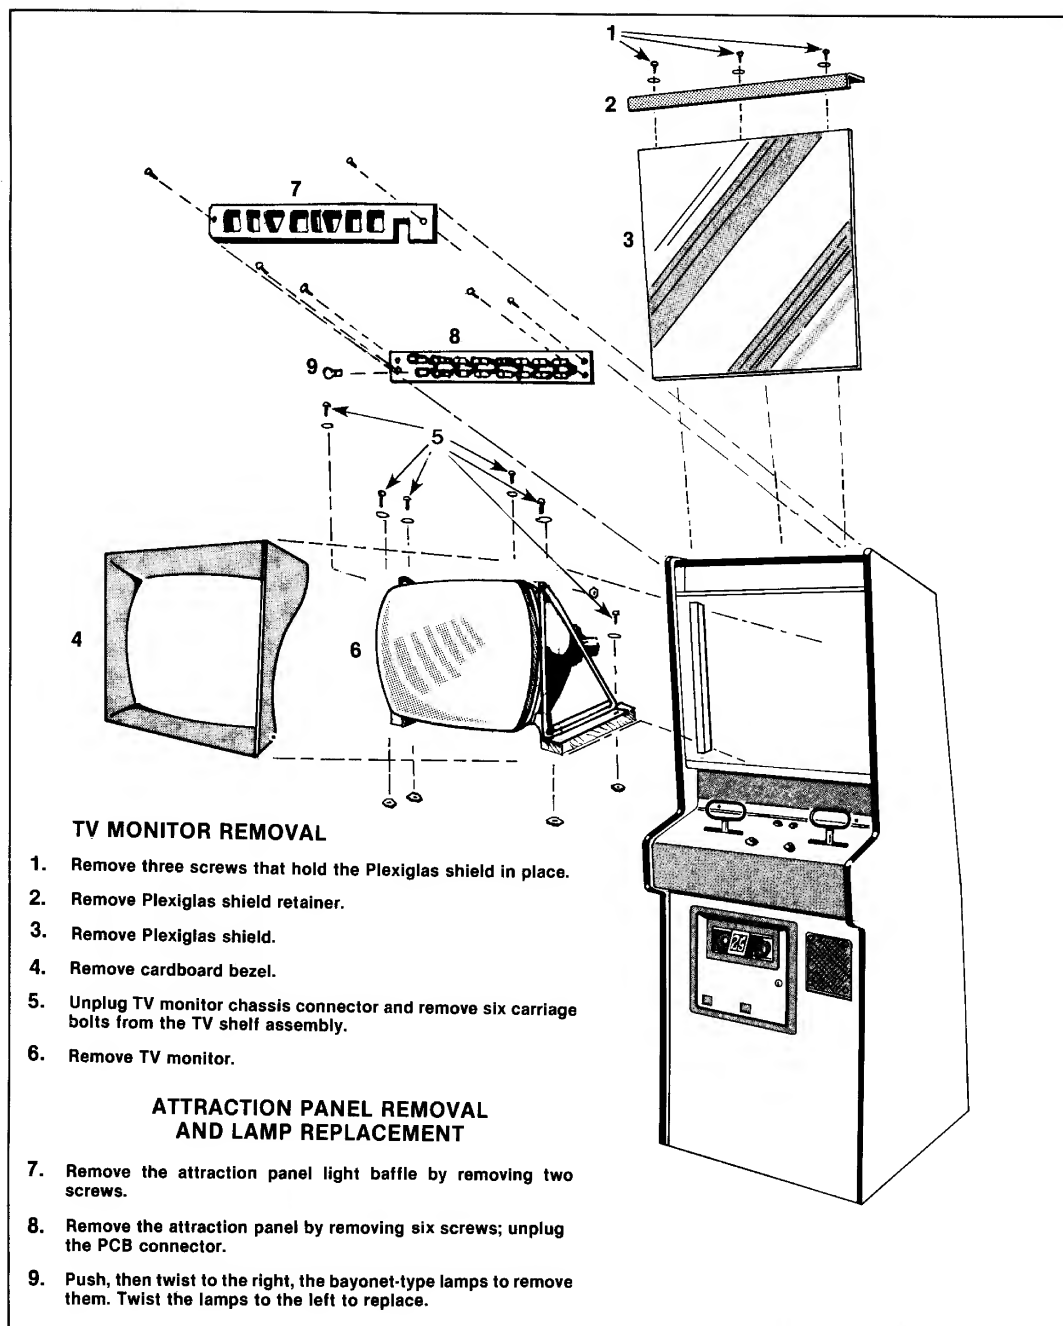 1
2
7
3
8
9
5
4
6
TV MONITOR REMOVAL
1. Remove three screws that hold the Plexiglas shield in place.
2. Remove Plexiglas shield retainer.
3. Remove Plexiglas shield.
4. Remove cardboard bezel.
5. Unplug TV monitor chassis connector and remove six carriage
bolts from the TV shelf assembly.
6. Remove TV monitor.
ATTRACTION PANEL REMOVAL
AND LAMP REPLACEMENT
7. Remove the attraction panel light baffle by removing two
screws.
8. Remove the attraction panel by removing six screws; unplug
the PCB connector.
9. Push, then twist to the right, the bayonet-type lamps to remove
them. Twist the lamps to the left to replace.